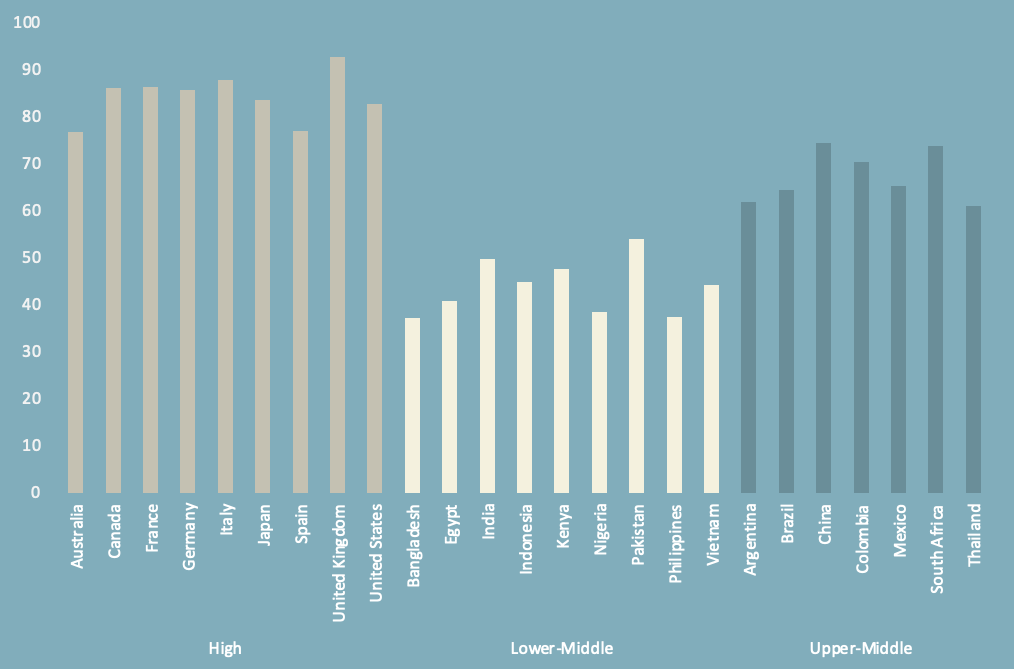 100
90
80
70
60
50
40
30
20
10
0
Australia
Canada
France
Germany
Italy
Japan
Spain
United Kingdom
United States
Bangladesh
Egypt
India
Indonesia
Kenya
Nigeria
Pakistan
Philippines
Vietnam
Argentina
Brazil
China
Colombia
Mexico
South Africa
Thailand
High
Lower-Middle
Upper-Middle